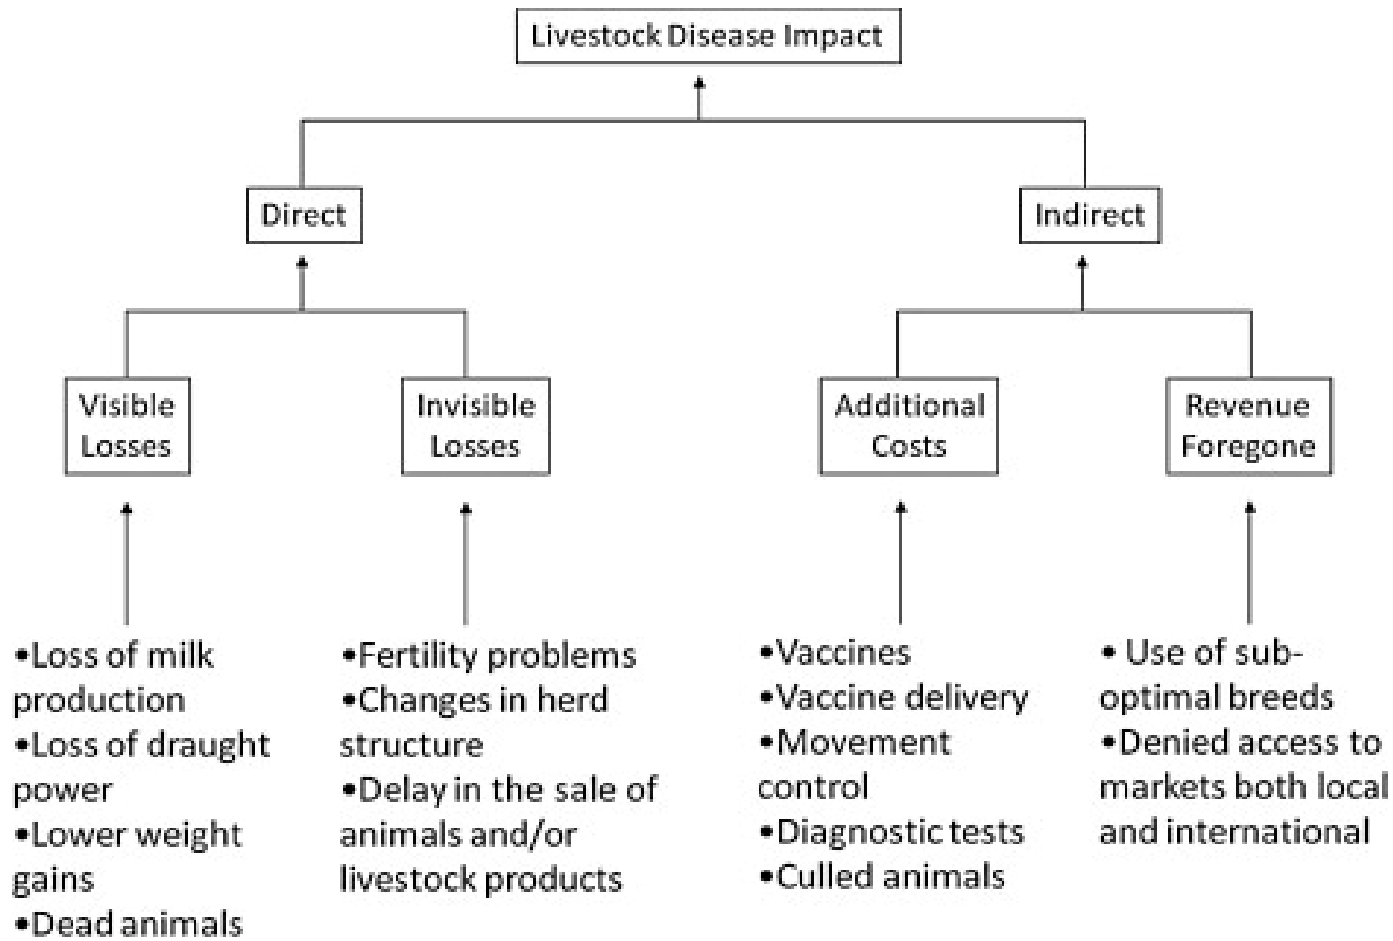 Livestock Disease Impact
Direct
Indirect
Visible
Losses
Invisible
Losses
Additional
Costs
Revenue
Foregone
•Loss of milk
production
•Loss of draught
power
•Lower weight
gains
•Dead animals
•Fertility problems
•Changes in herd
structure
•Delay in the sale of
animals and/or
livestock products
•Vaccines
•Vaccine delivery
•Movement
control
•Diagnostic tests
•Culled animals
• Use of sub-
optimal breeds
•Denied access to
markets both local
and international